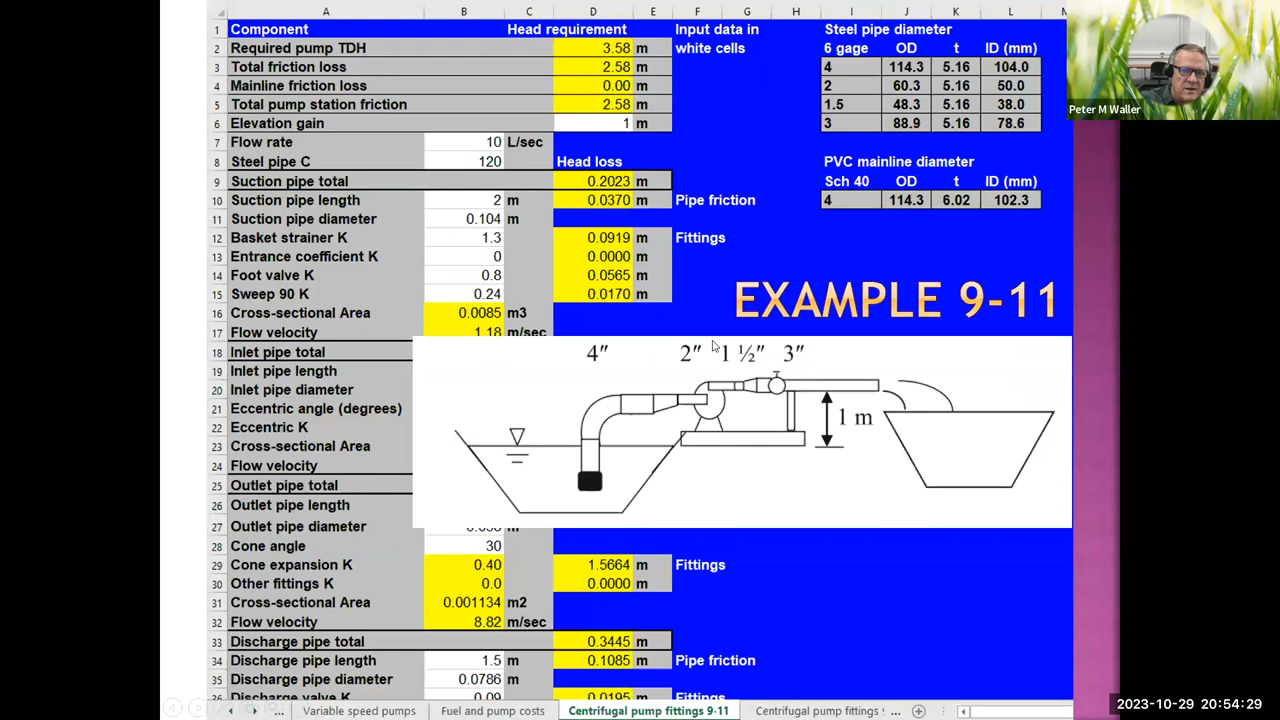 A B C D E F G H I J K L M
1 Component Head requirement Input data in Steel pipe diameter
2 Required pump TDH 3.58 m white cells 6 gage OD t ID (mm)
3 Total friction loss 2.58 m 4 114.3 5.16 104.0
4 Mainline friction loss 0.00 m 2 60.3 5.16 50.0
5 Total pump station friction 2.58 m 1.5 48.3 5.16 38.0
6 Elevation gain 1 m 3 88.9 5.16 78.6
Peter M Waller
7 Flow rate 10 L/sec
8 Steel pipe C 120 Head loss PVC mainline diameter
9 Suction pipe total 0.2023 m Sch 40 OD t ID (mm)
10 Suction pipe length 2 m 0.0370 m Pipe friction 4 114.3 6.02 102.3
11 Suction pipe diameter 0.104 m
12 Basket strainer K 1.3 0.0919 m Fittings
13 Entrance coefficient K 0 0.0000 m
14 Foot valve K 0.8 0.0565 m
15 Sweep 90 K 0.24 0.0170 m
EXAMPLE 9-11
16 Cross-sectional Area 0.0085 m3
17 Flow velocity 1.18 m/sec
18 Inlet pipe total
4″ 2″ 1 ½″ 3″
19 Inlet pipe length
20 Inlet pipe diameter
21 Eccentric angle (degrees)
1 m
22 Eccentric K
23 Cross-sectional Area
24 Flow velocity
25 Outlet pipe total
26 Outlet pipe length
27 Outlet pipe diameter
28 Cone angle 30
29 Cone expansion K 0.40 1.5664 m Fittings
30 Other fittings K 0.0 0.0000 m
31 Cross-sectional Area 0.001134 m2
32 Flow velocity 8.82 m/sec
33 Discharge pipe total 0.3445 m
34 Discharge pipe length 1.5 m 0.1085 m Pipe friction
35 Discharge pipe diameter 0.0786 m
36 Discharge valve K 0.09 0.0195 m Fittings
... Variable speed pumps Fuel and pump costs Centrifugal pump fittings 9-11 Centrifugal pump fittings ...
2023-10-29 20:54:29